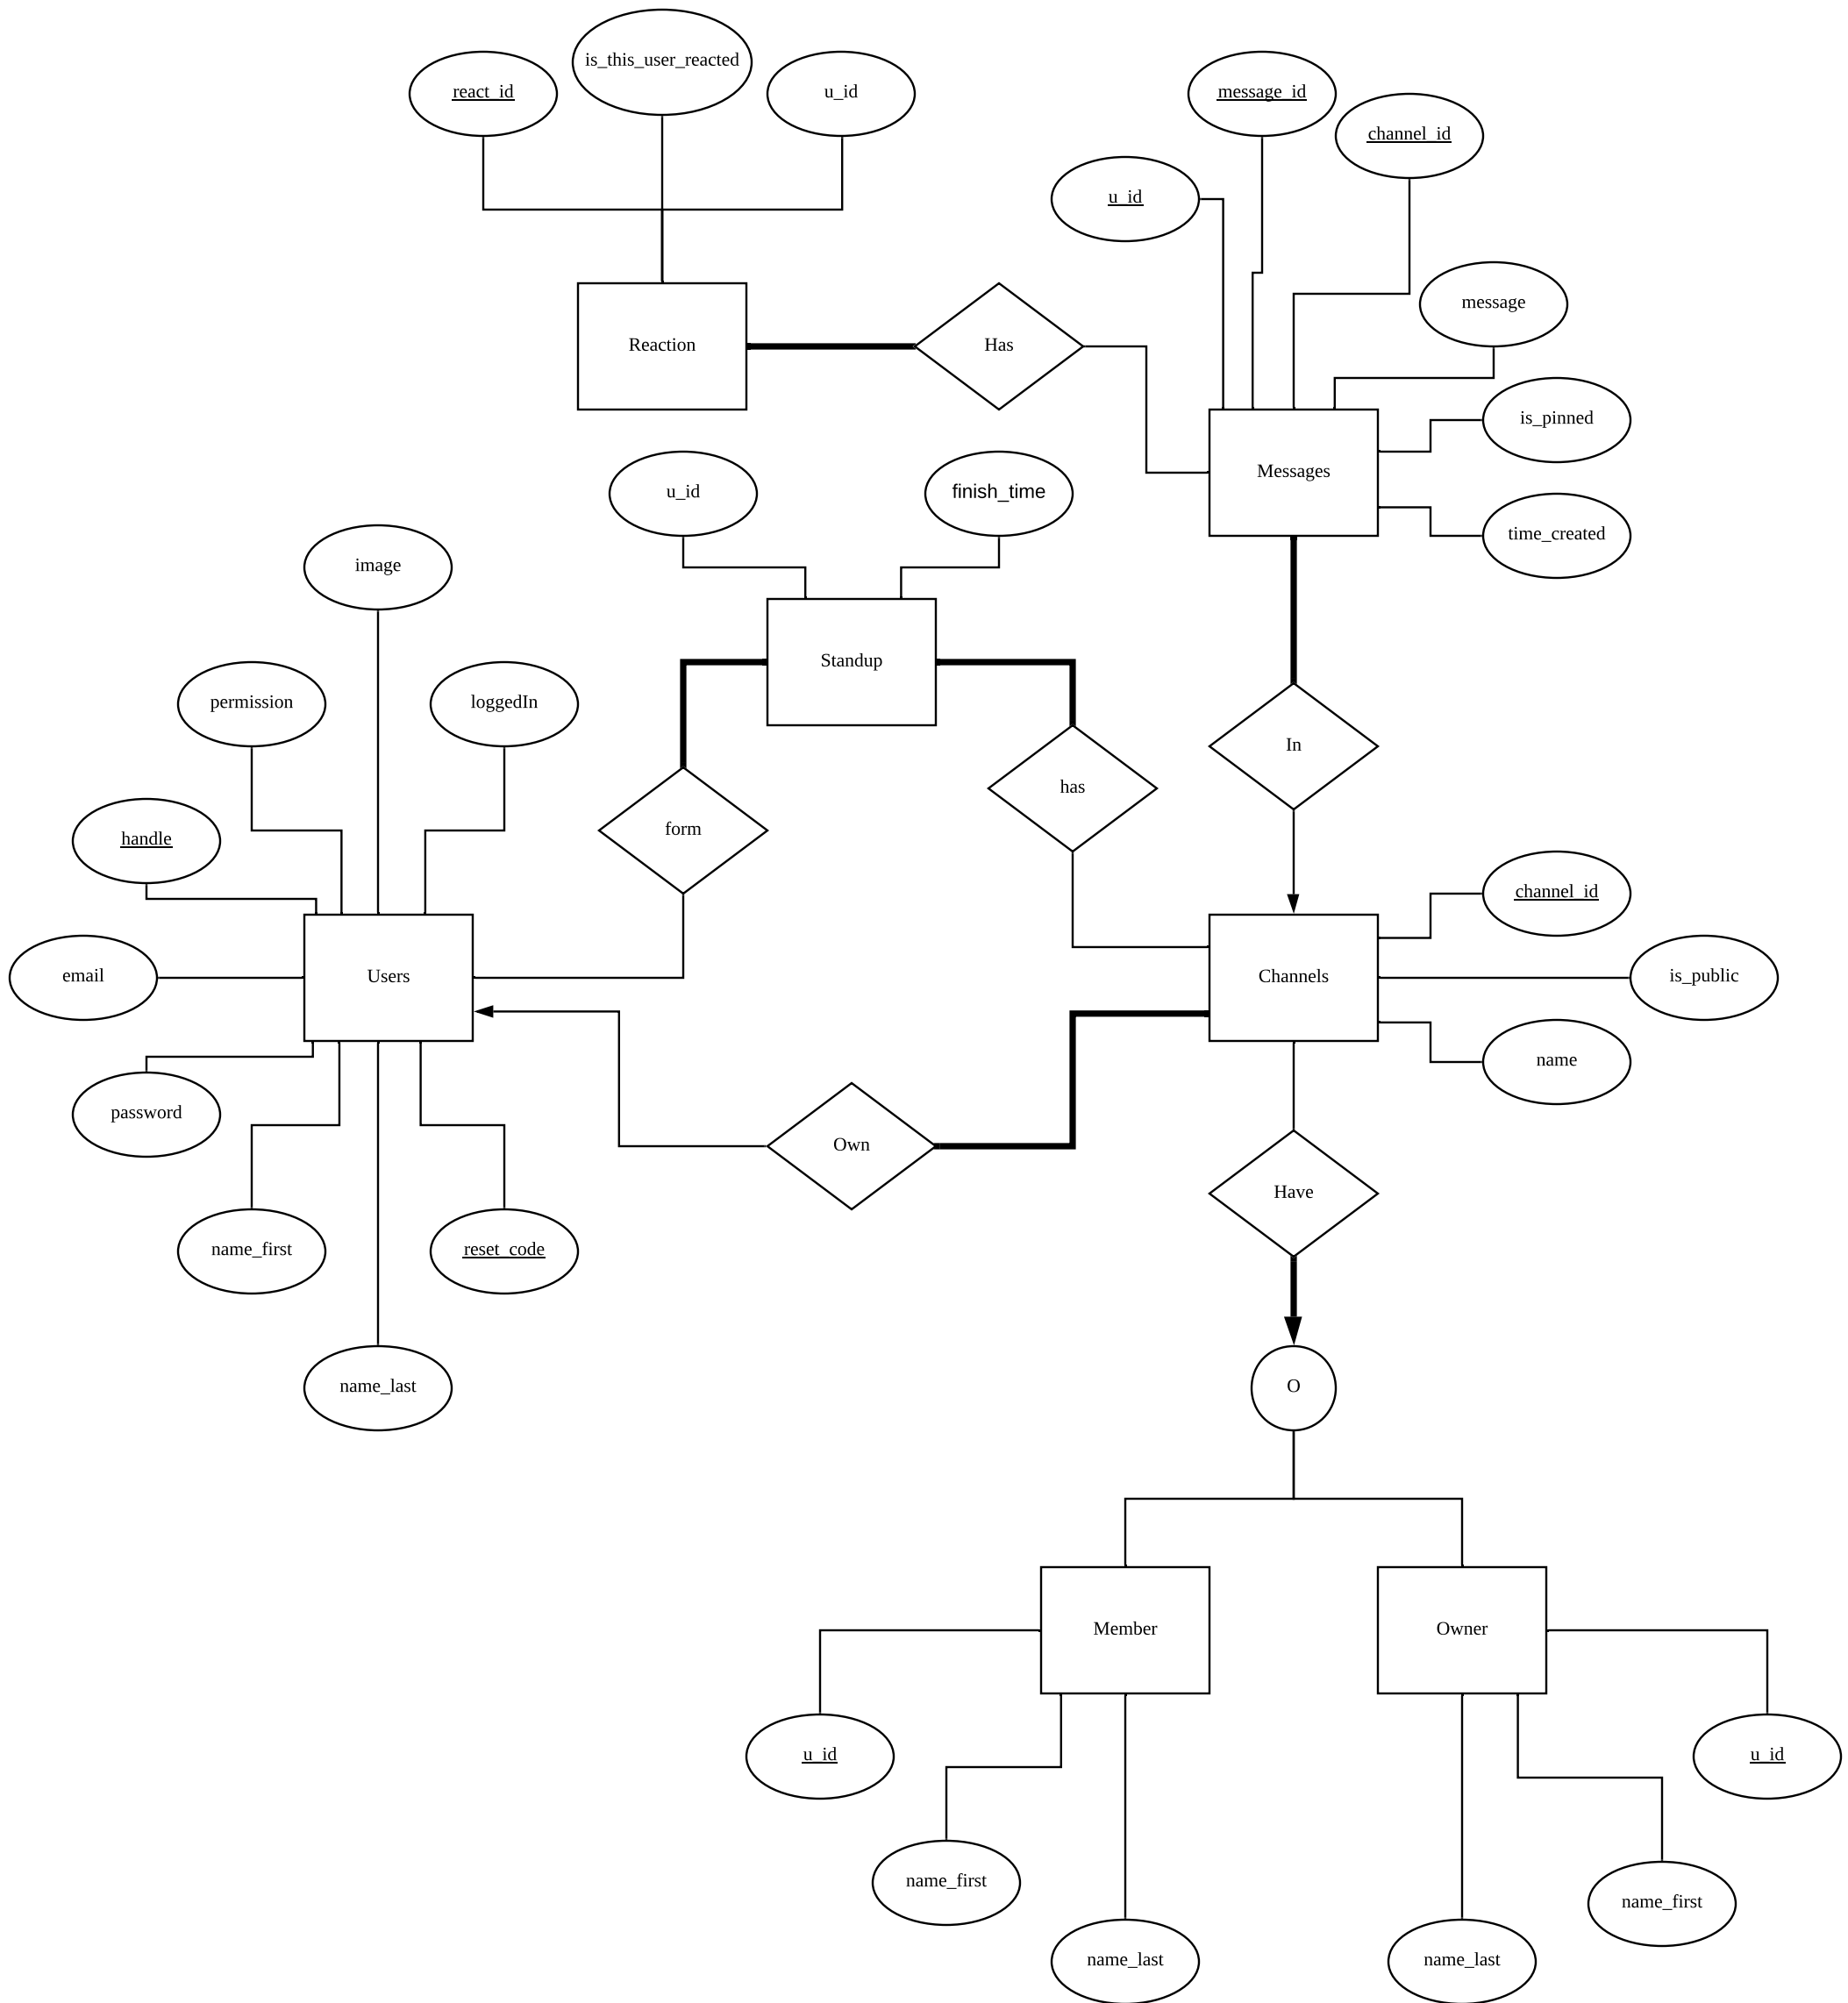 is_this_user_reacted
react_id
u_id
message_id
channel_id
u_id
message
Reaction
Has
is_pinned
Messages
u_id
finish_time
time_created
image
Standup
permission
loggedIn
In
has
form
handle
channel_id
email
Users
Channels
is_public
name
password
Own
Have
name_first
reset_code
name_last
O
Member
Owner
u_id
u_id
name_first
name_first
name_last
name_last